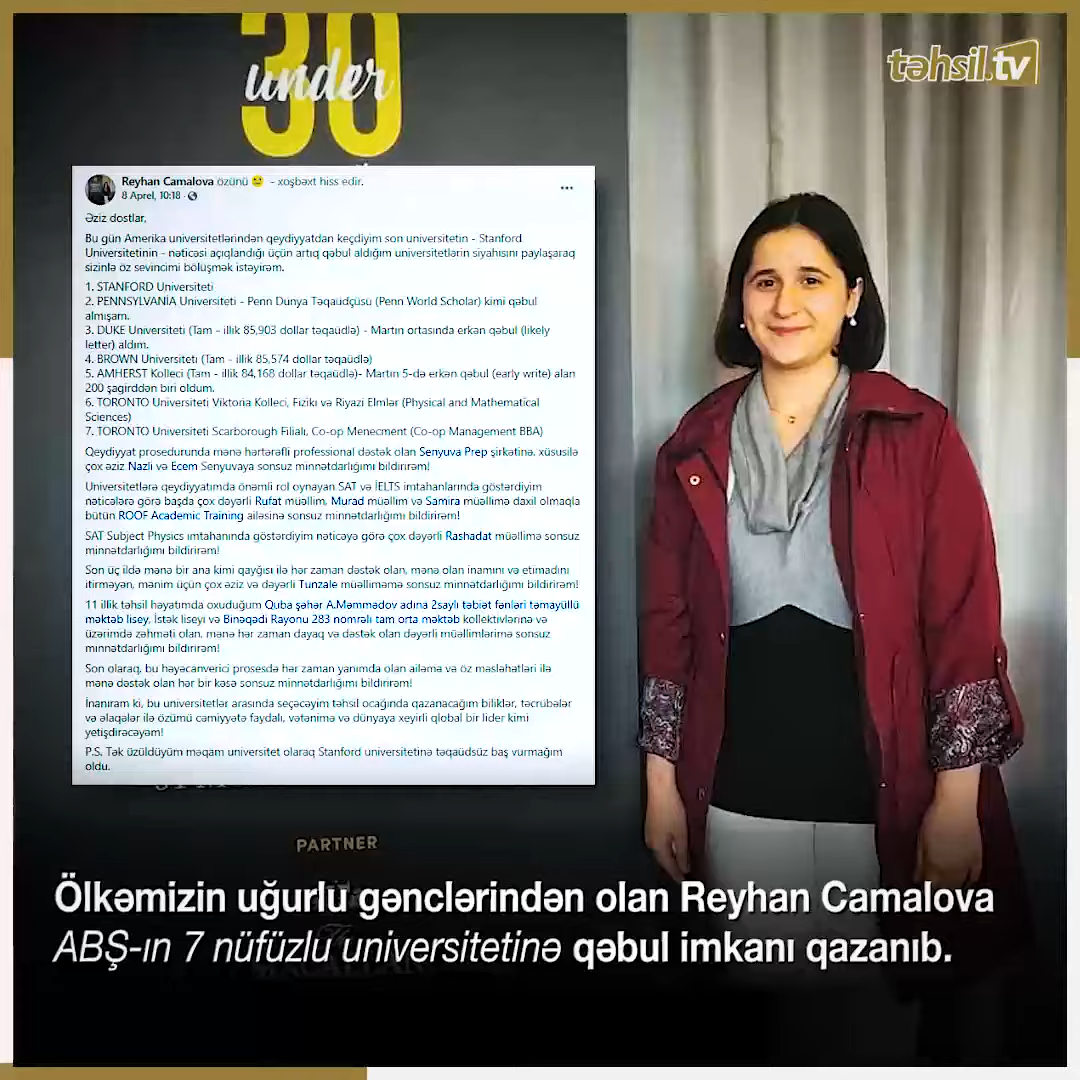 30
under
təhsil.tv
Reyhan Camalova özünü - xoşbəxt hiss edir.
8 Aprel, 10:18 ·
Əziz dostlar,
Bu gün Amerika universitetlərindən qeydiyyatdan keçdiyim son universitetin - Stanford
Universitetinin - nəticəsi açıqlandığı üçün artıq qəbul aldığım universitetlərin siyahısını paylaşaraq
sizinlə öz sevincimi bölüşmək istəyirəm.
1. STANFORD Universiteti
2. PENNSYLVANİA Universiteti - Penn Dünya Təqaüdçüsü (Penn World Scholar) kimi qəbul
almışam.
3. DUKE Universiteti (Tam - illik 85,903 dollar təqaüdlə) - Martın ortasında erkən qəbul (likely
letter) aldım.
4. BROWN Universiteti (Tam - illik 85,574 dollar təqaüdlə)
5. AMHERST Kolleci (Tam - illik 84,168 dollar təqaüdlə)- Martın 5-də erkən qəbul (early write) alan
200 şagirddən biri oldum.
6. TORONTO Universiteti Viktoria Kolleci, Fiziki və Riyazi Elmlər (Physical and Mathematical
Sciences)
7. TORONTO Universiteti Scarborough Filialı, Co-op Menecment (Co-op Management BBA)
Qeydiyyat prosedurunda mənə hərtərəfli professional dəstək olan Senyuva Prep şirkətinə, xüsusilə
çox əziz Nazlı və Ecem Senyuvaya sonsuz minnətdarlığımı bildirirəm!
Universitetlərə qeydiyyatımda önəmli rol oynayan SAT və İELTS imtahanlarında göstərdiyim
nəticələrə görə başda çox dəyərli Rufat müəllim, Murad müəllim və Samira müəllimə daxil olmaqla
bütün ROOF Academic Training ailəsinə sonsuz minnətdarlığımı bildirirəm!
SAT Subject Physics imtahanında göstərdiyim nəticəyə görə çox dəyərli Rashadat müəllimə sonsuz
minnətdarlığımı bildirirəm!
Son üç ildə mənə bir ana kimi qayğısı ilə hər zaman dəstək olan, mənə olan inamını və etimadını
itirməyən, mənim üçün çox əziz və dəyərli Tunzale müəlliməmə sonsuz minnətdarlığımı bildirirəm!
11 illik təhsil həyatımda oxuduğum Quba şəhər A.Məmmədov adına 2saylı təbiət fənləri təmayüllü
məktəb lisey, İstək liseyi və Binəqədi Rayonu 283 nömrəli tam orta məktəb kollektivlərinə və
üzərimdə zəhməti olan, mənə hər zaman dayaq və dəstək olan dəyərli müəllimlərimə sonsuz
minnətdarlığımı bildirirəm!
Son olaraq, bu həyəcanverici prosesdə hər zaman yanımda olan ailəmə və öz məsləhətləri ilə
mənə dəstək olan hər bir kəsə sonsuz minnətdarlığımı bildirirəm!
İnanıram ki, bu universitetlər arasında seçəcəyim təhsil ocağında qazanacağım biliklər, təcrübələr
və əlaqələr ilə özümü cəmiyyətə faydalı, vətənimə və dünyaya xeyirli qlobal bir lider kimi
yetişdirəcəyəm!
P.S. Tək üzüldüyüm məqam universitet olaraq Stanford universitetinə təqaüdsüz baş vurmağım
oldu.
PARTNER
Ölkəmizin uğurlu gənclərindən olan Reyhan Camalova
ABŞ-ın 7 nüfuzlu universitetinə qəbul imkanı qazanıb.